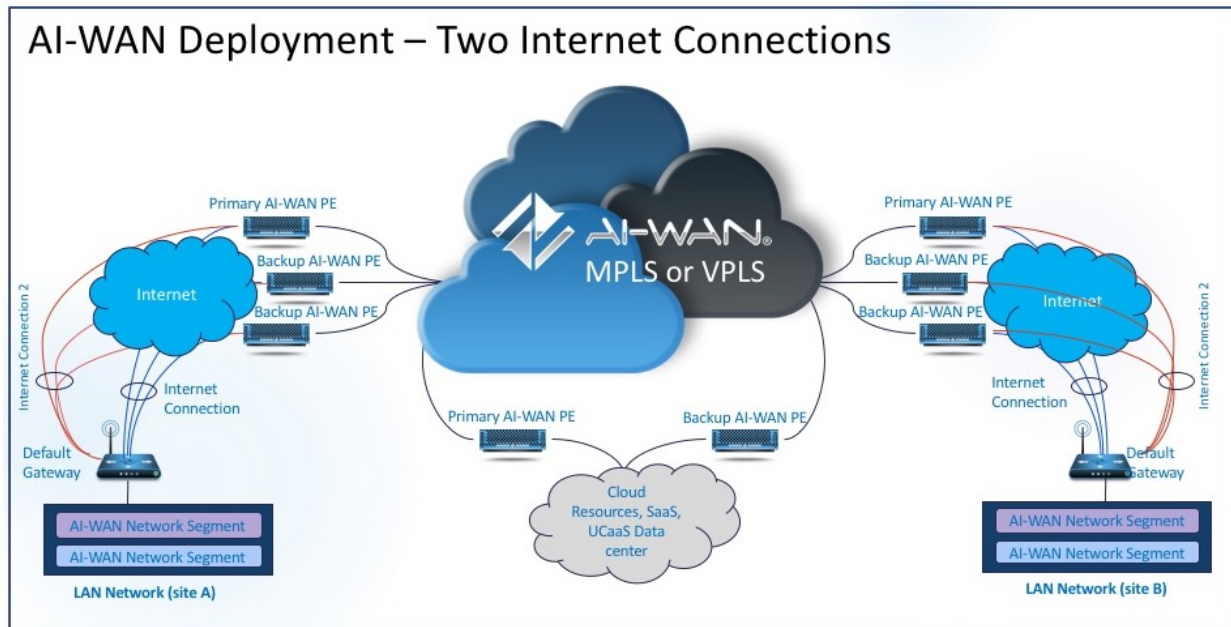 AI-WAN Deployment – Two Internet Connections
Primary AI-WAN PE
Backup AI-WAN PE
Backup AI-WAN PE
Internet
Internet Connection 2
Internet
Connection
Default
Gateway
AI-WAN Network Segment
AI-WAN Network Segment
LAN Network (site A)
AI-WAN®
MPLS or VPLS
Primary AI-WAN PE
Backup AI-WAN PE
Cloud
Resources, SaaS,
UCaaS Data
center
Primary AI-WAN PE
Backup AI-WAN PE
Backup AI-WAN PE
Internet
Internet Connection 2
Internet
Connection
Default
Gateway
AI-WAN Network Segment
AI-WAN Network Segment
LAN Network (site B)